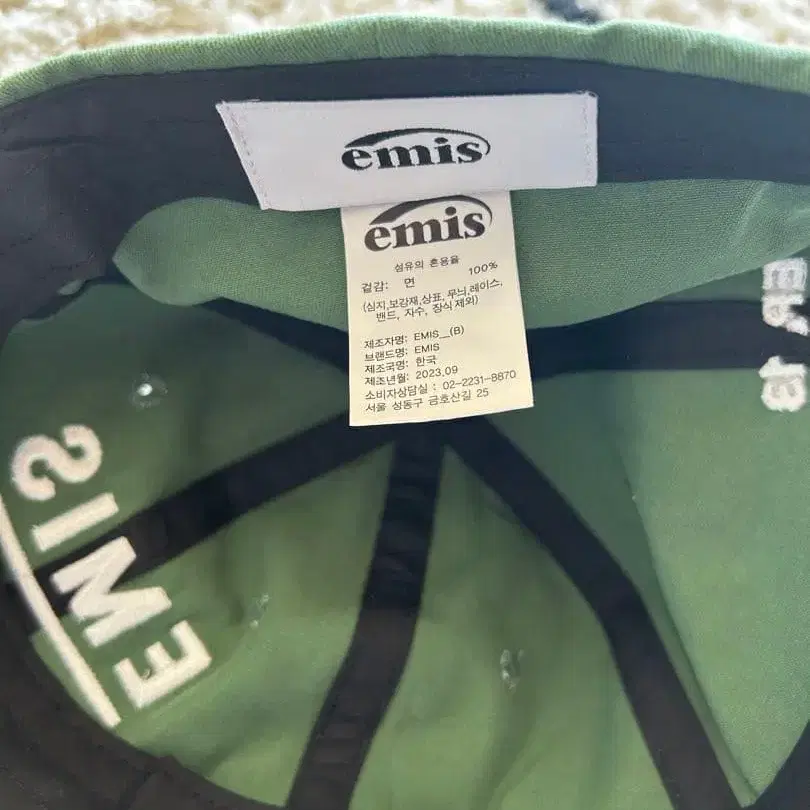 emis
emis
섬유의 혼용율
겉감: 면 100%
(심지,보강재,상표, 무늬,레이스,
밴드, 자수, 장식 제외)
제조자명: EMIS__(B)
브랜드명: EMIS
제조국명: 한국
제조년월: 2023.09
소비자상담실 : 02-2231-8870
서울 성동구 금호산길 25
EMIS